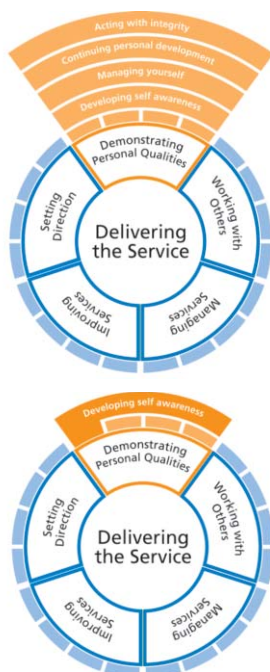 Acting with integrity
Continuing personal development
Managing yourself
Developing self awareness
Demonstrating
Personal Qualities
Setting
Direction
Working with
Others
Delivering
the Service
Improving
Services
Managing
Services
Developing self awareness
Demonstrating
Personal Qualities
Setting
Direction
Working with
Others
Delivering
the Service
Improving
Services
Managing
Services